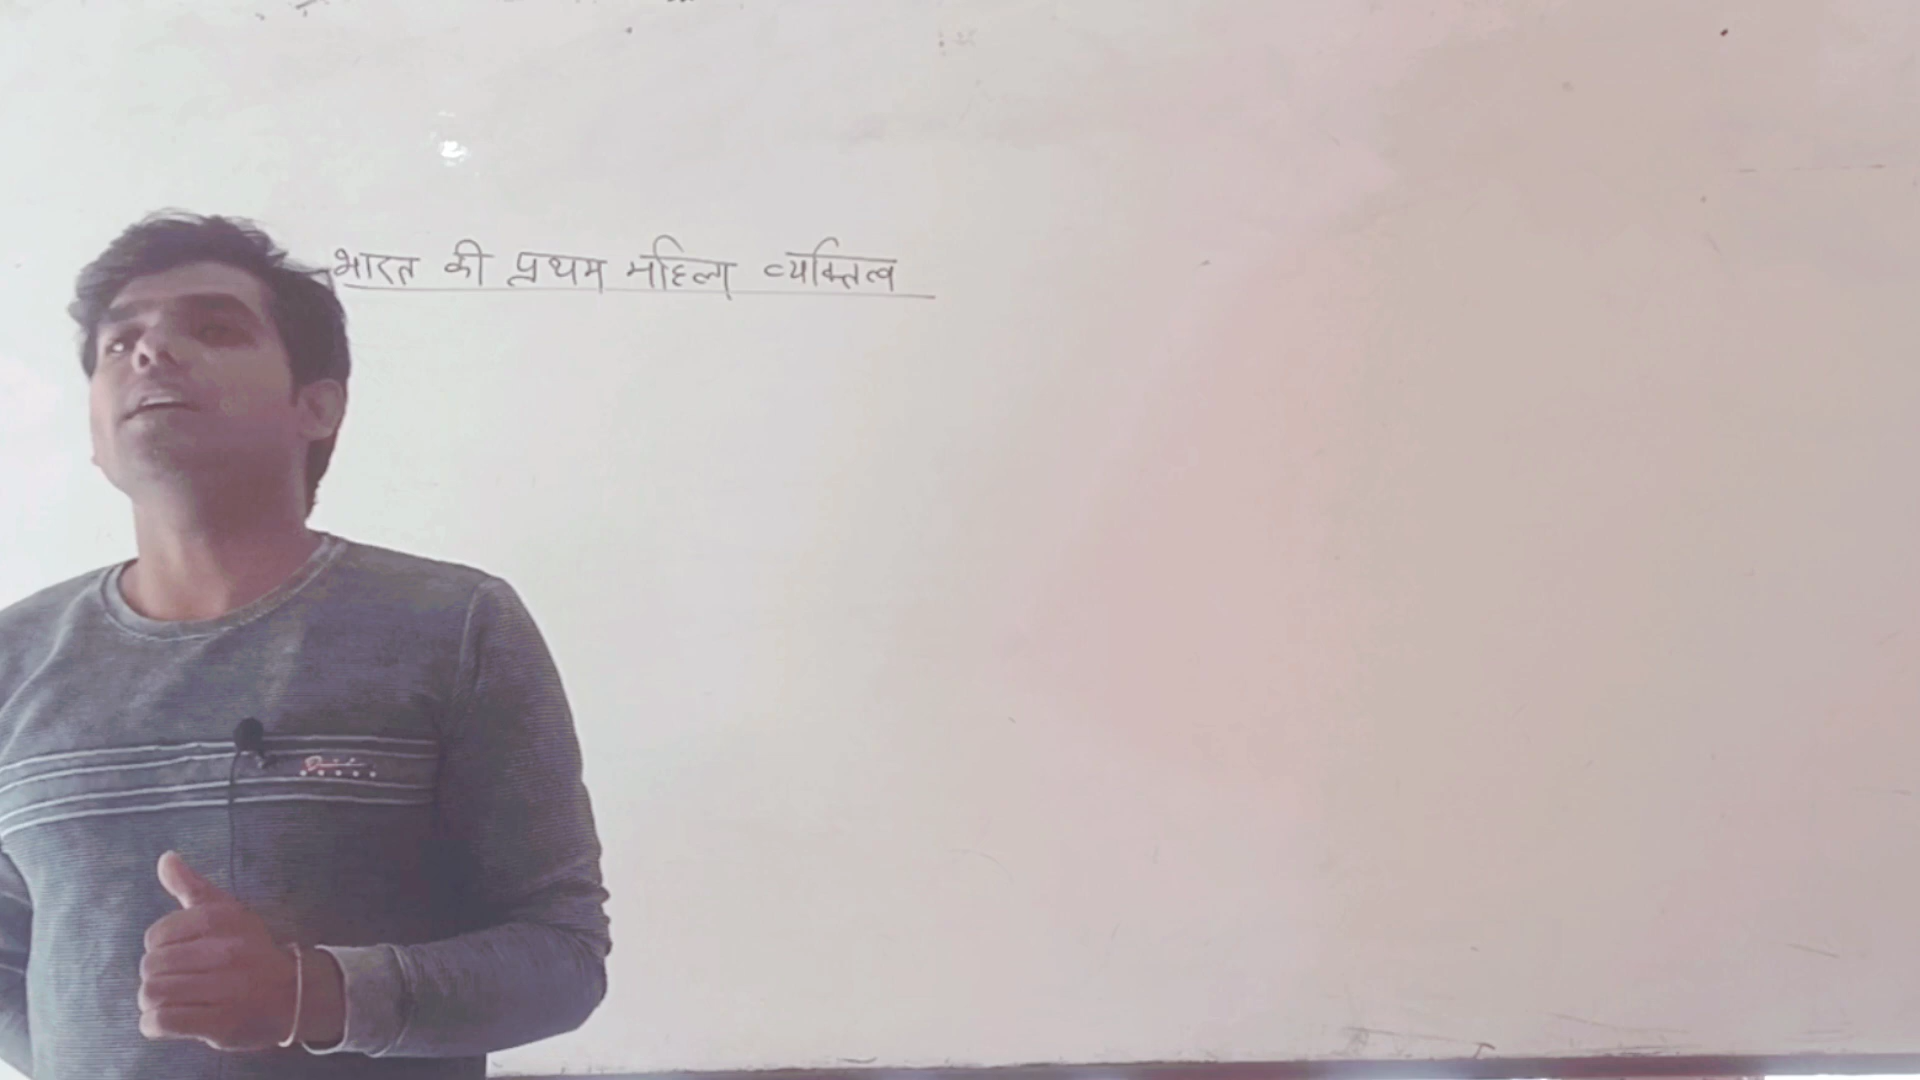 भारत की प्रथम महिला व्यक्तित्व